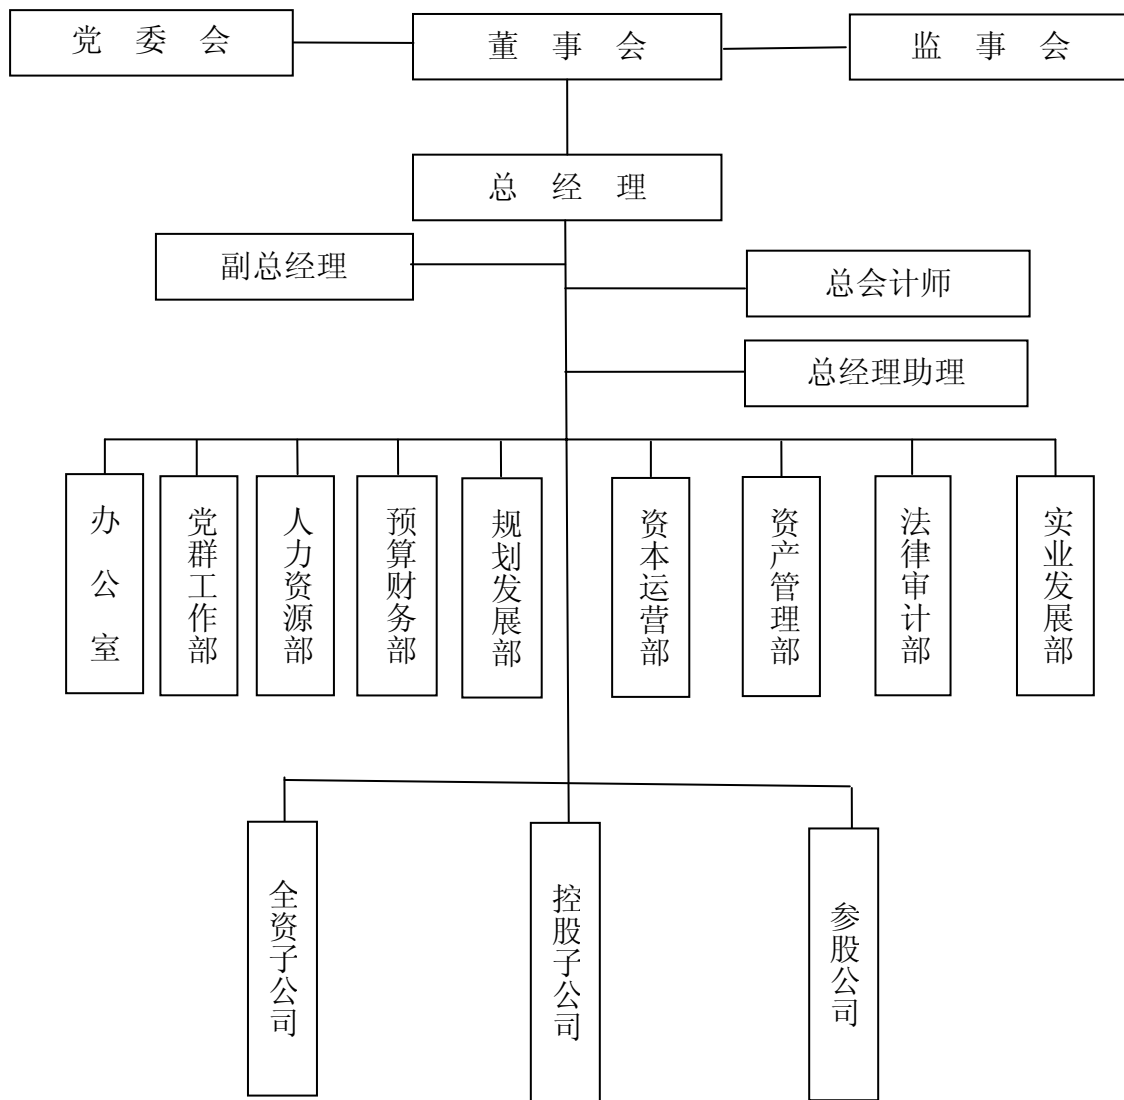 党 委 会
董 事 会
监 事 会
总 经 理
副总经理
总会计师
总经理助理
办公室
党群工作部
人力资源部
预算财务部
规划发展部
资本运营部
资产管理部
法律审计部
实业发展部
全资子公司
控股子公司
参股公司